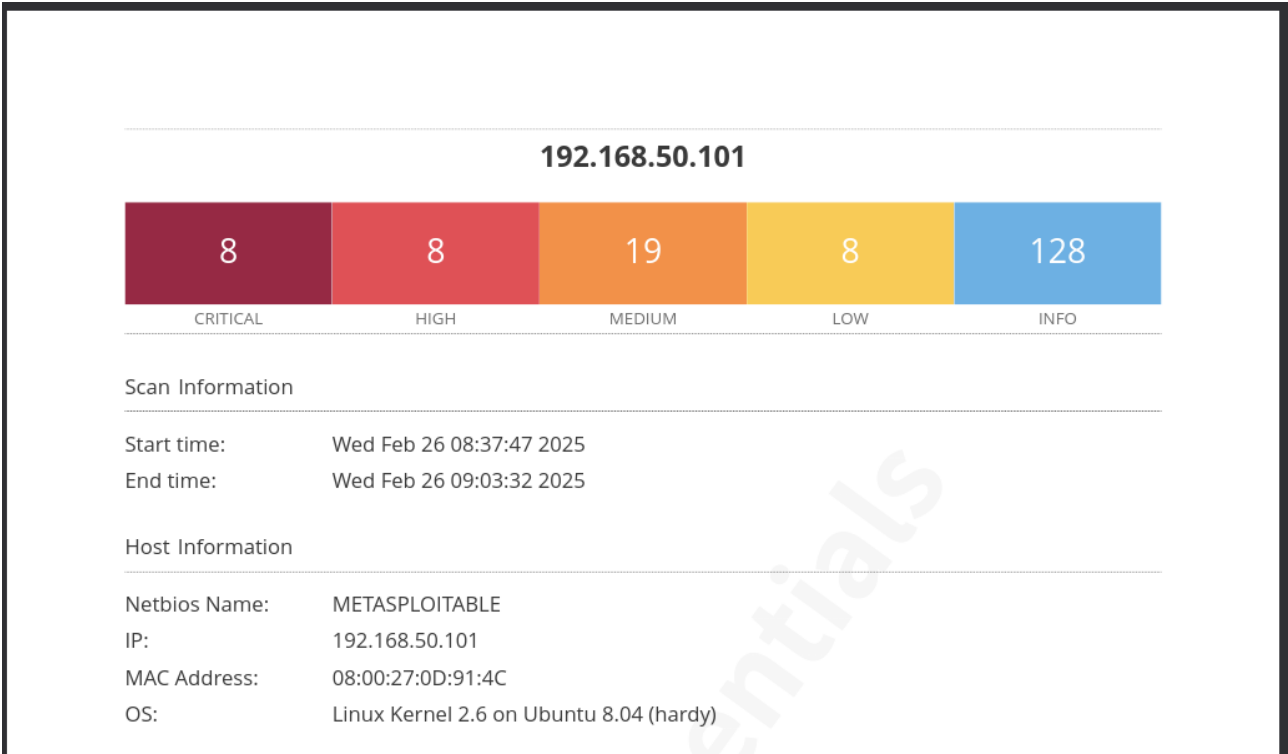 192.168.50.101
8 8 19 8 128
CRITICAL HIGH MEDIUM LOW INFO
Scan Information
Start time: Wed Feb 26 08:37:47 2025
End time: Wed Feb 26 09:03:32 2025
Host Information
Netbios Name: METASPLOITABLE
IP: 192.168.50.101
MAC Address: 08:00:27:0D:91:4C
OS: Linux Kernel 2.6 on Ubuntu 8.04 (hardy)
entials